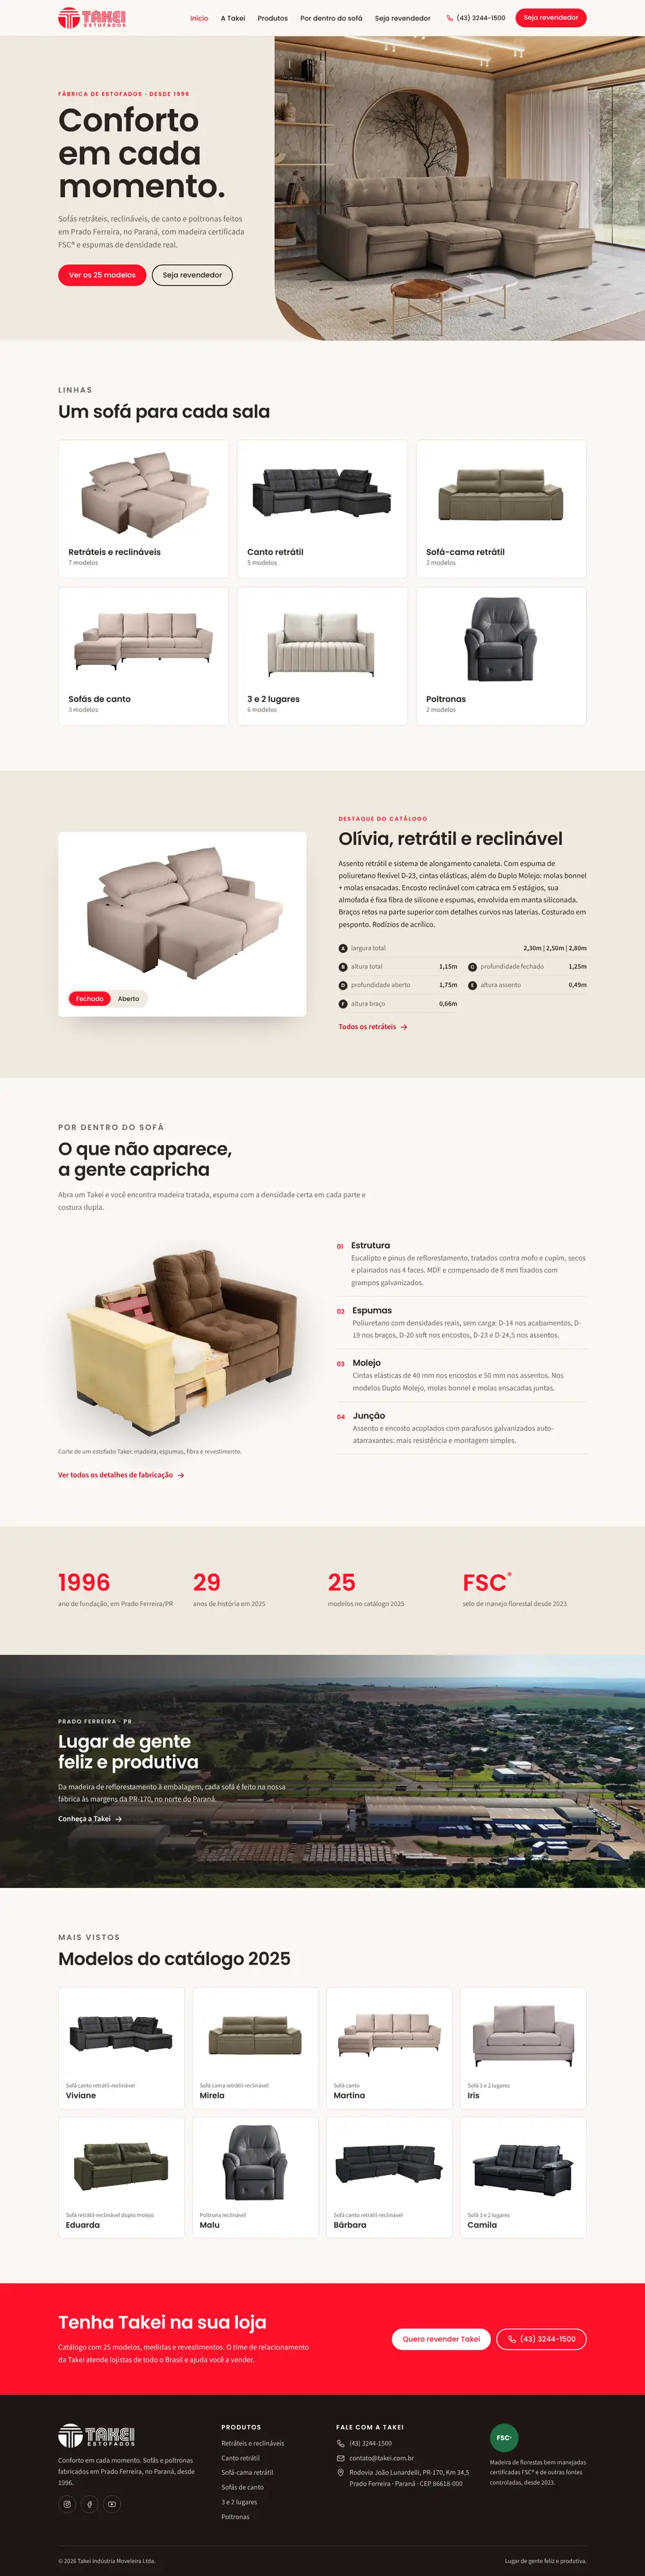 TAKEI
ESTOFADOS
Início
A Takei
Produtos
Por dentro do sofá
Seja revendedor
(43) 3244-1500
Seja revendedor
FÁBRICA DE ESTOFADOS · DESDE 1996
Conforto
em cada
momento.
Sofás retráteis, reclináveis, de canto e poltronas feitos
em Prado Ferreira, no Paraná, com madeira certificada
FSC® e espumas de densidade real.
Ver os 25 modelos
Seja revendedor
LINHAS
Um sofá para cada sala
Retráteis e reclináveis
7 modelos
Canto retrátil
5 modelos
Sofá-cama retrátil
2 modelos
Sofás de canto
3 modelos
3 e 2 lugares
6 modelos
Poltronas
2 modelos
DESTAQUE DO CATÁLOGO
Olívia, retrátil e reclinável
Assento retrátil e sistema de alongamento canaleta. Com espuma de
poliuretano flexível D-23, cintas elásticas, além do Duplo Molejo: molas bonnel
+ molas ensacadas. Encosto reclinável com catraca em 5 estágios, sua
almofada é fixa fibra de silicone e espumas, envolvida em manta siliconada.
Braços retos na parte superior com detalhes curvos nas laterais. Costurado em
pesponto. Rodízios de acrílico.
A largura total 2,30m | 2,50m | 2,80m
B altura total 1,15m
C profundidade fechado 1,25m
D profundidade aberto 1,75m
E altura assento 0,49m
F altura braço 0,66m
Fechado
Aberto
Todos os retráteis →
POR DENTRO DO SOFÁ
O que não aparece,
a gente capricha
Abra um Takei e você encontra madeira tratada, espuma com a densidade certa em cada parte e
costura dupla.
01 Estrutura
Eucalipto e pinus de reflorestamento, tratados contra mofo e cupim, secos
e plainados nas 4 faces. MDF e compensado de 8 mm fixados com
grampos galvanizados.
02 Espumas
Poliuretano com densidades reais, sem carga: D-14 nos acabamentos, D-
19 nos braços, D-20 soft nos encostos, D-23 e D-24,5 nos assentos.
03 Molejo
Cintas elásticas de 40 mm nos encostos e 50 mm nos assentos. Nos
modelos Duplo Molejo, molas bonnel e molas ensacadas juntas.
04 Junção
Assento e encosto acoplados com parafusos galvanizados auto-
atarraxantes: mais resistência e montagem simples.
Corte de um estofado Takei: madeira, espumas, fibra e revestimento.
Ver todos os detalhes de fabricação →
1996
ano de fundação, em Prado Ferreira/PR
29
anos de história em 2025
25
modelos no catálogo 2025
FSC®
selo de manejo florestal desde 2023
PRADO FERREIRA · PR
Lugar de gente
feliz e produtiva
Da madeira de reflorestamento à embalagem, cada sofá é feito na nossa
fábrica às margens da PR-170, no norte do Paraná.
Conheça a Takei →
MAIS VISTOS
Modelos do catálogo 2025
Sofá canto retrátil-reclinável
Viviane
Sofá cama retrátil-reclinável
Mirela
Sofá canto
Martina
Sofá 3 e 2 lugares
Iris
Sofá retrátil-reclinável duplo molejo
Eduarda
Poltrona reclinável
Malu
Sofá canto retrátil-reclinável
Bárbara
Sofá 3 e 2 lugares
Camila
Tenha Takei na sua loja
Catálogo com 25 modelos, medidas e revestimentos. O time de relacionamento
da Takei atende lojistas de todo o Brasil e ajuda você a vender.
Quero revender Takei
(43) 3244-1500
TAKEI
ESTOFADOS
Conforto em cada momento. Sofás e poltronas
fabricados em Prado Ferreira, no Paraná, desde
1996.
PRODUTOS
Retráteis e reclináveis
Canto retrátil
Sofá-cama retrátil
Sofás de canto
3 e 2 lugares
Poltronas
FALE COM A TAKEI
(43) 3244-1500
contato@takei.com.br
Rodovia João Lunardelli, PR-170, Km 34,5
Prado Ferreira · Paraná · CEP 86618-000
FSC®
Madeira de florestas bem manejadas
certificadas FSC® e de outras fontes
controladas, desde 2023.
© 2026 Takei Indústria Moveleira Ltda.
Lugar de gente feliz e produtiva.